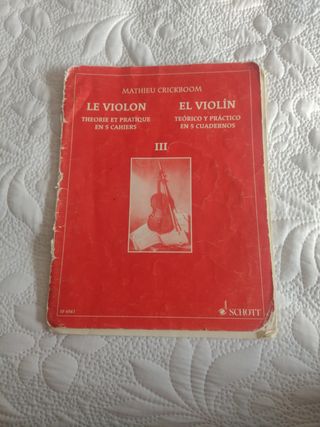 MATHIEU CRICKBOOM
LE VIOLON
THEORIE ET PRATIQUE
EN 5 CAHIERS
EL VIOLÍN
TEÓRICO Y PRÁCTICO
EN 5 CUADERNOS
III
SCHOTT